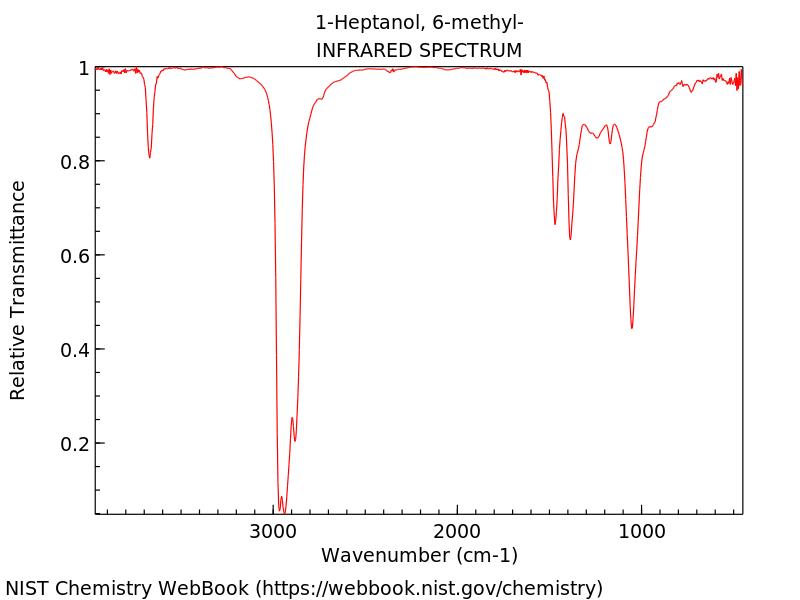 1-Heptanol, 6-methyl-
INFRARED SPECTRUM
1
0.8
0.6
0.4
0.2
Relative Transmittance
3000 2000 1000
Wavenumber (cm-1)
NIST Chemistry WebBook (https://webbook.nist.gov/chemistry)